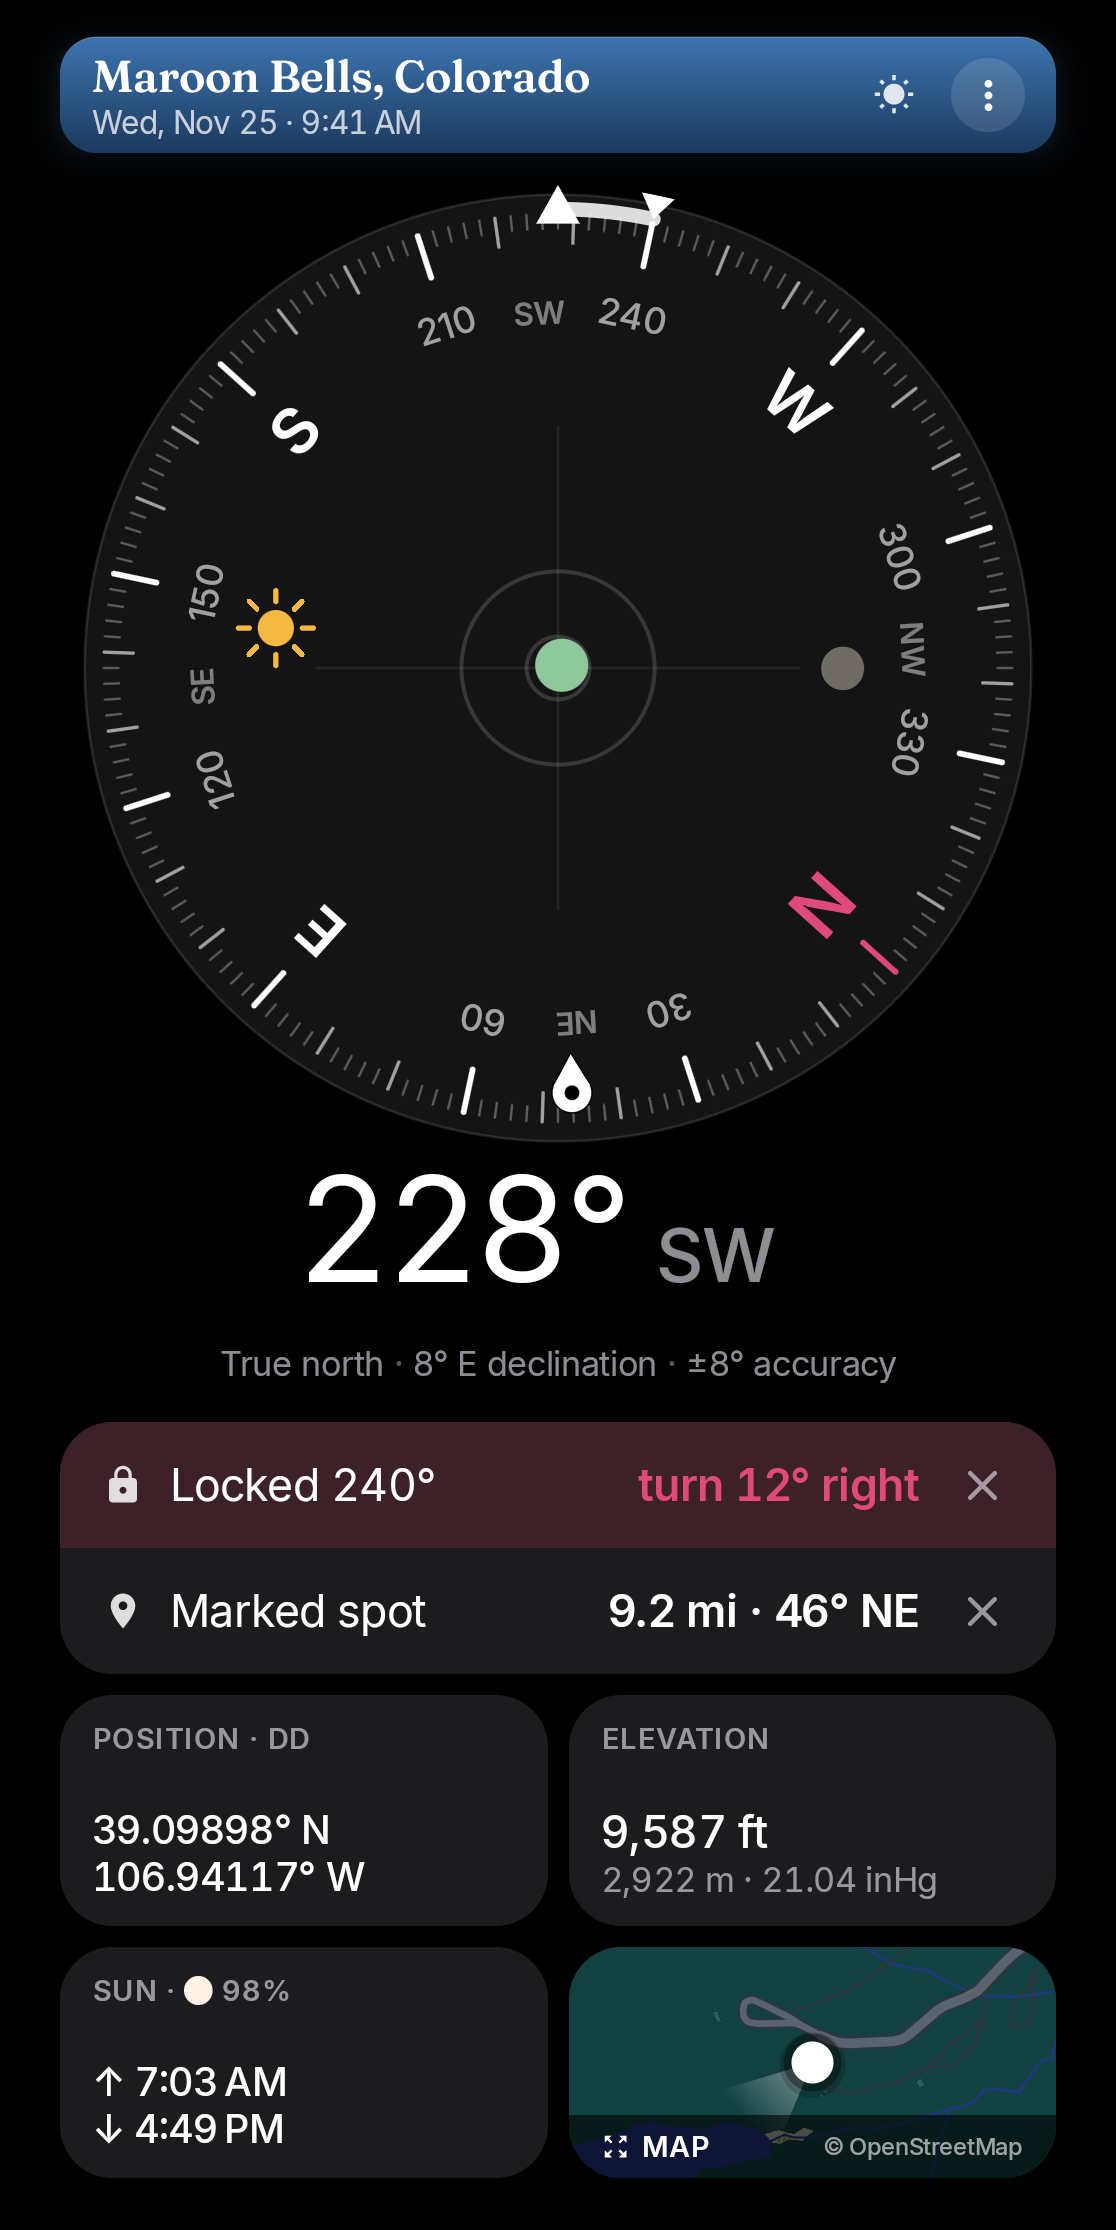 Maroon Bells, Colorado
Wed, Nov 25 · 9:41 AM
210 SW 240
S W
150 300
SE NW
120 330
E N
60 NE 30
228° SW
True north · 8° E declination · ±8° accuracy
Locked 240° turn 12° right
Marked spot 9.2 mi · 46° NE
POSITION · DD
39.09898° N
106.94117° W
ELEVATION
9,587 ft
2,922 m · 21.04 inHg
SUN · 98%
↑ 7:03 AM
↓ 4:49 PM
MAP © OpenStreetMap